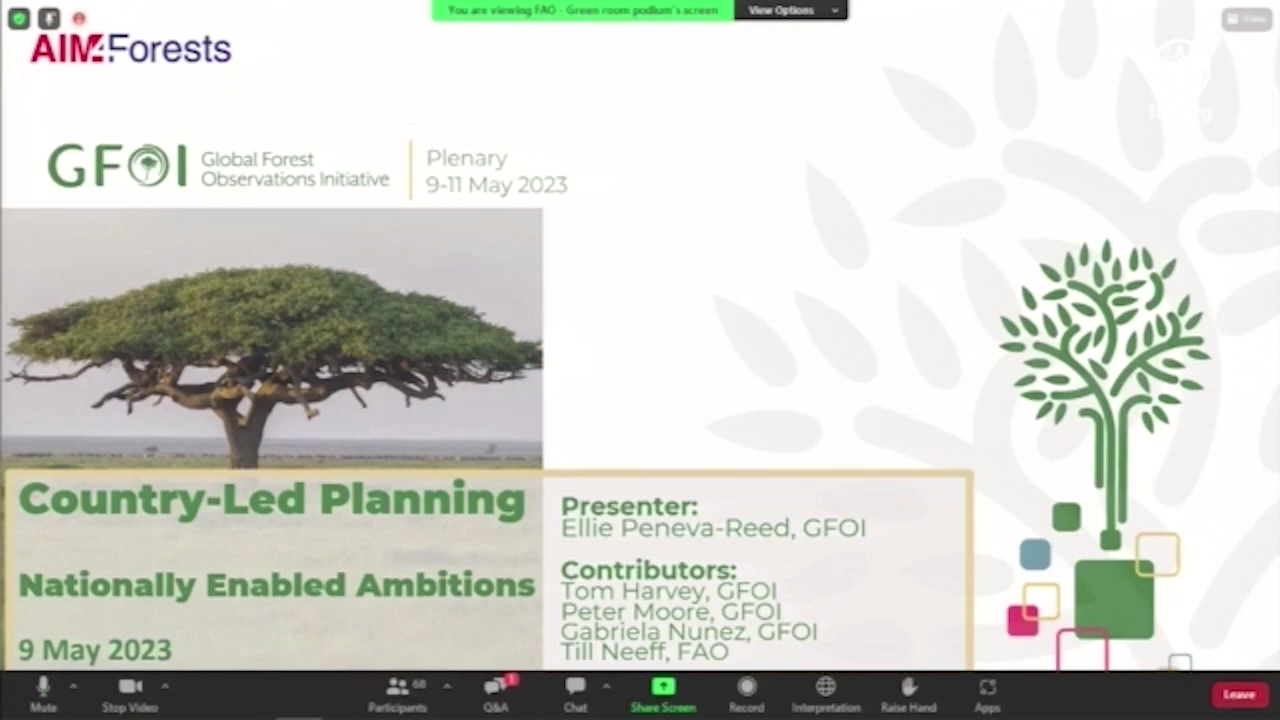 You are viewing FAO - Green room podium's screen
View Options
View
AIM4Forests
GFOI
Global Forest
Observations Initiative
Plenary
9-11 May 2023
Country-Led Planning
Nationally Enabled Ambitions
9 May 2023
Presenter:
Ellie Peneva-Reed, GFOI
Contributors:
Tom Harvey, GFOI
Peter Moore, GFOI
Gabriela Nunez, GFOI
Till Neeff, FAO
Mute
Stop Video
68
Participants
1
Q&A
Chat
Share Screen
Record
Interpretation
Raise Hand
Apps
Leave